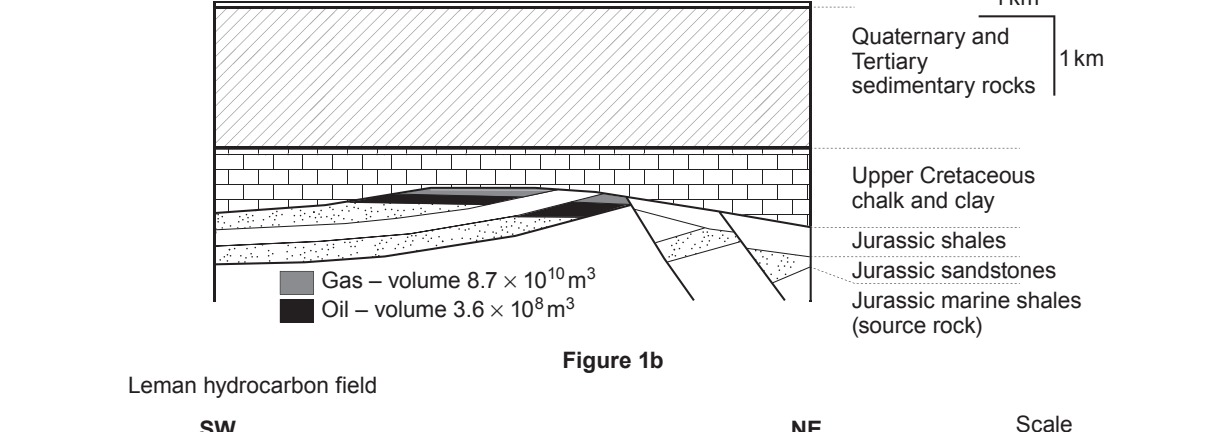 1 km
Quaternary and
Tertiary
sedimentary rocks
1 km
Upper Cretaceous
chalk and clay
Jurassic shales
Jurassic sandstones
Jurassic marine shales
(source rock)
Gas – volume 8.7 × 10¹⁰ m³
Oil – volume 3.6 × 10⁸ m³
Figure 1b
Leman hydrocarbon field
SW
NE
Scale